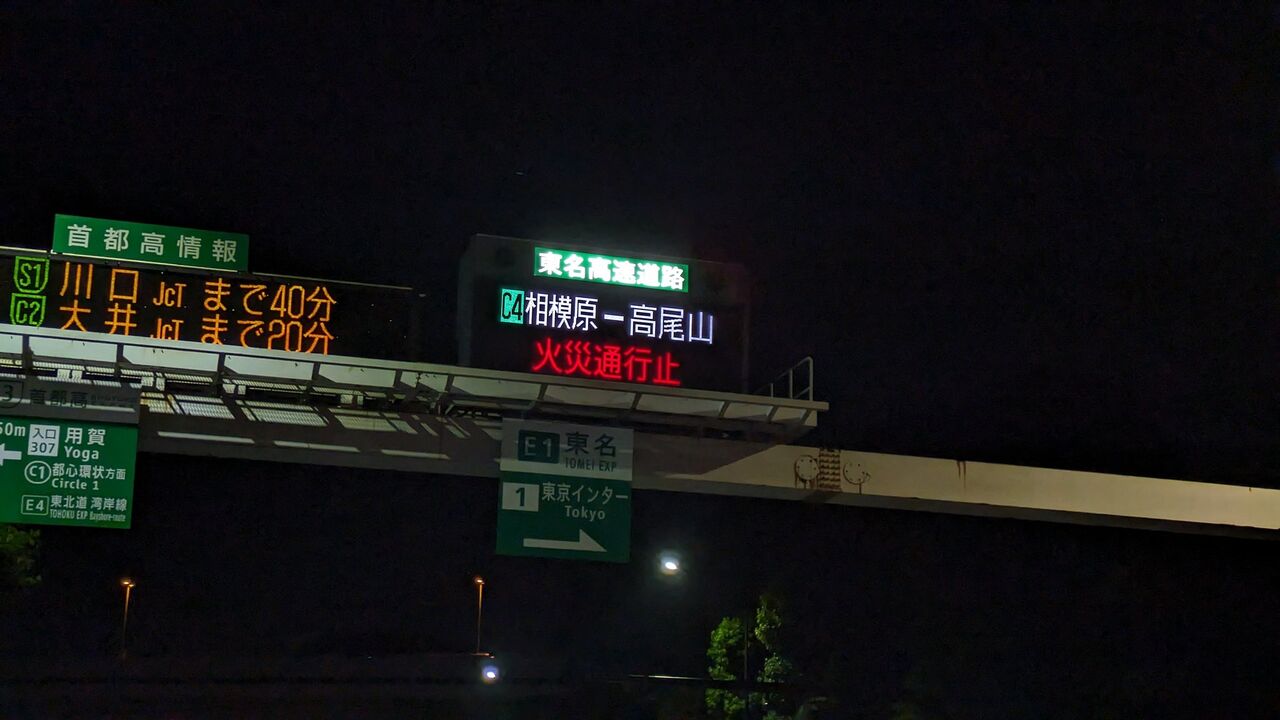 首都高情報
S1 川口 JCT まで40分
C2 大井 JCT まで20分
東名高速道路
C4 相模原ー高尾山
火災通行止
3 首都高
50m 入口 307 用賀
Yoga
C1 都心環状方面
Circle 1
E4 東北道 湾岸線
TOHOKU EXP Bayshore-route
E1 東名
TOMEI EXP
1 東京インター
Tokyo